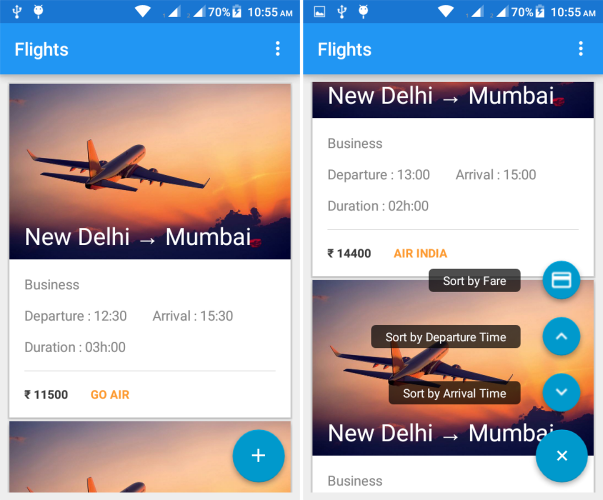 70% 10:55 AM
Flights
New Delhi → Mumbai
Business
Departure : 12:30 Arrival : 15:30
Duration : 03h:00
₹ 11500 GO AIR
70% 10:55 AM
Flights
New Delhi → Mumbai
Business
Departure : 13:00 Arrival : 15:00
Duration : 02h:00
₹ 14400 AIR INDIA
Sort by Fare
Sort by Departure Time
Sort by Arrival Time
New Delhi → Mumbai
Business